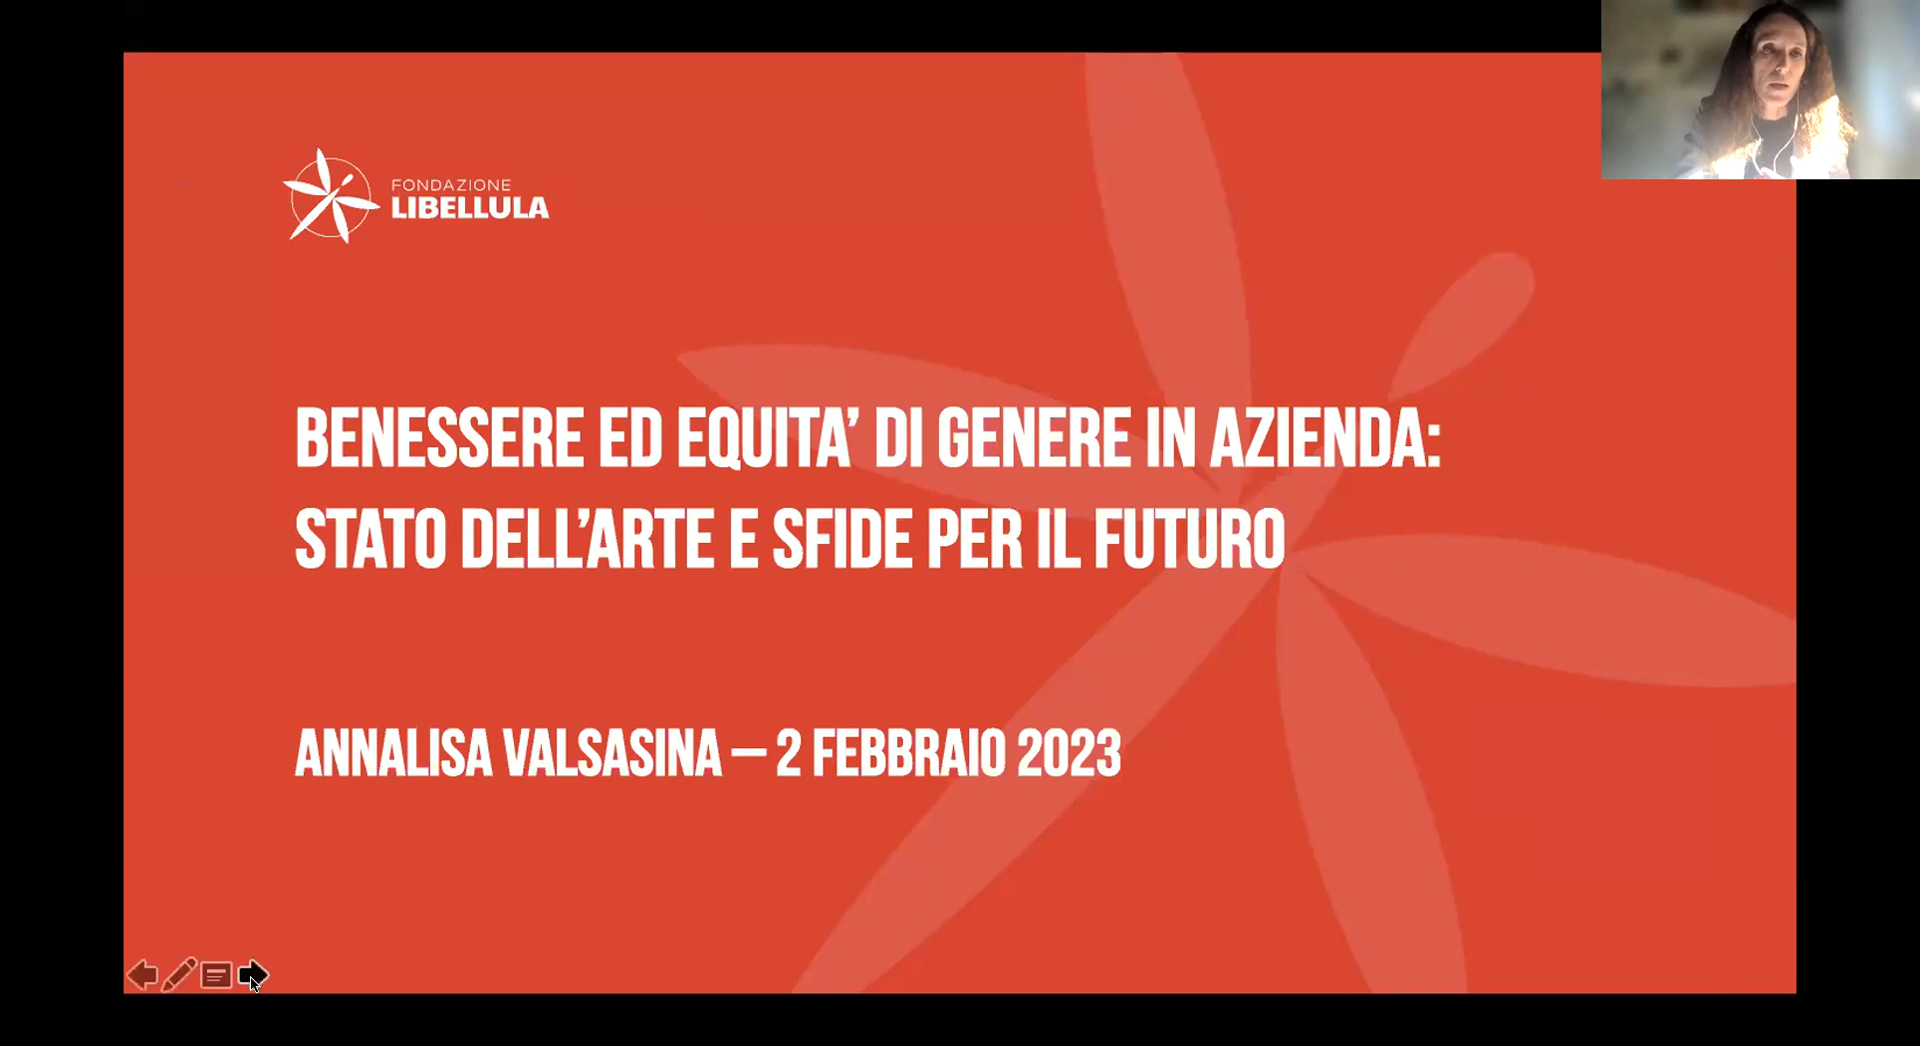 FONDAZIONE
LIBELLULA
BENESSERE ED EQUITA’ DI GENERE IN AZIENDA:
STATO DELL’ARTE E SFIDE PER IL FUTURO
ANNALISA VALSASINA – 2 FEBBRAIO 2023